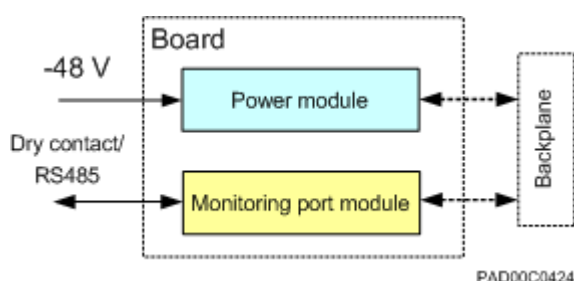 Board
-48 V
Power module
Dry contact/
RS485
Monitoring port module
Backplane
PAD00C0424